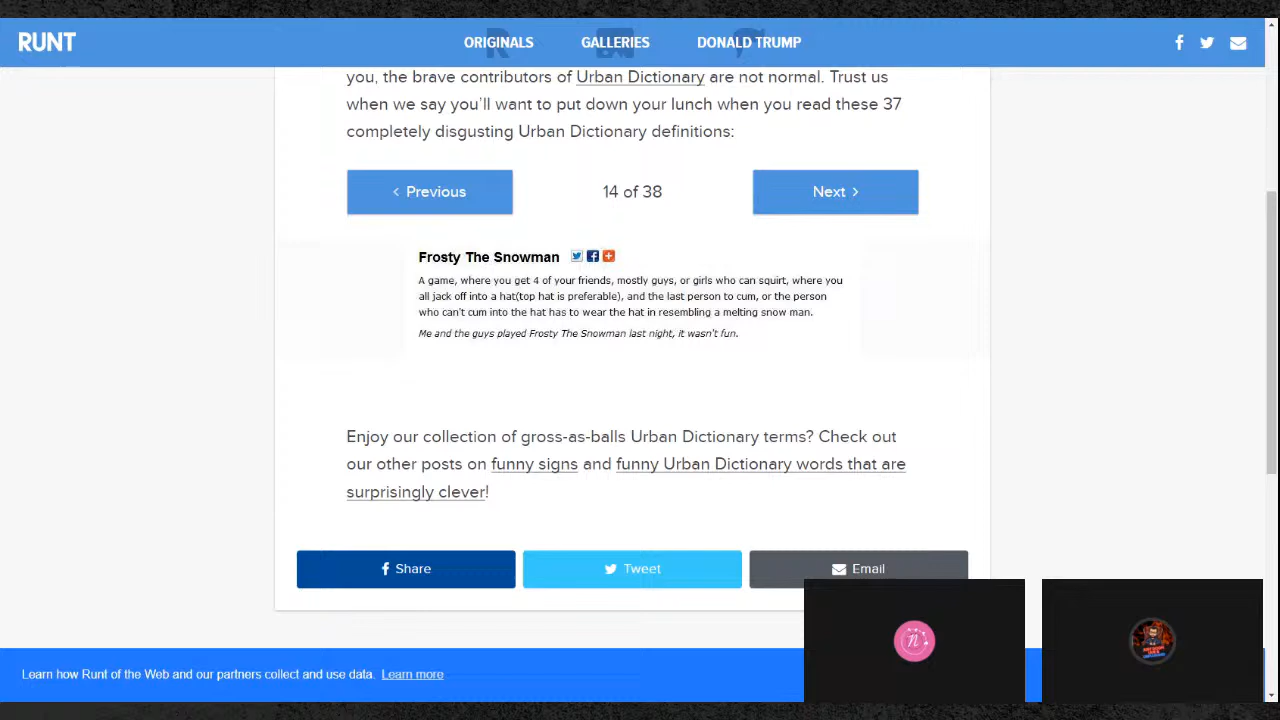 RUNT
ORIGINALS
GALLERIES
DONALD TRUMP
you, the brave contributors of Urban Dictionary are not normal. Trust us
when we say you'll want to put down your lunch when you read these 37
completely disgusting Urban Dictionary definitions:
Previous
14 of 38
Next
Frosty The Snowman
A game, where you get 4 of your friends, mostly guys, or girls who can squirt, where you
all jack off into a hat(top hat is preferable), and the last person to cum, or the person
who can't cum into the hat has to wear the hat in resembling a melting snow man.
Me and the guys played Frosty The Snowman last night, it wasn't fun.
Enjoy our collection of gross-as-balls Urban Dictionary terms? Check out
our other posts on funny signs and funny Urban Dictionary words that are
surprisingly clever!
Share
Tweet
Email
Learn how Runt of the Web and our partners collect and use data. Learn more